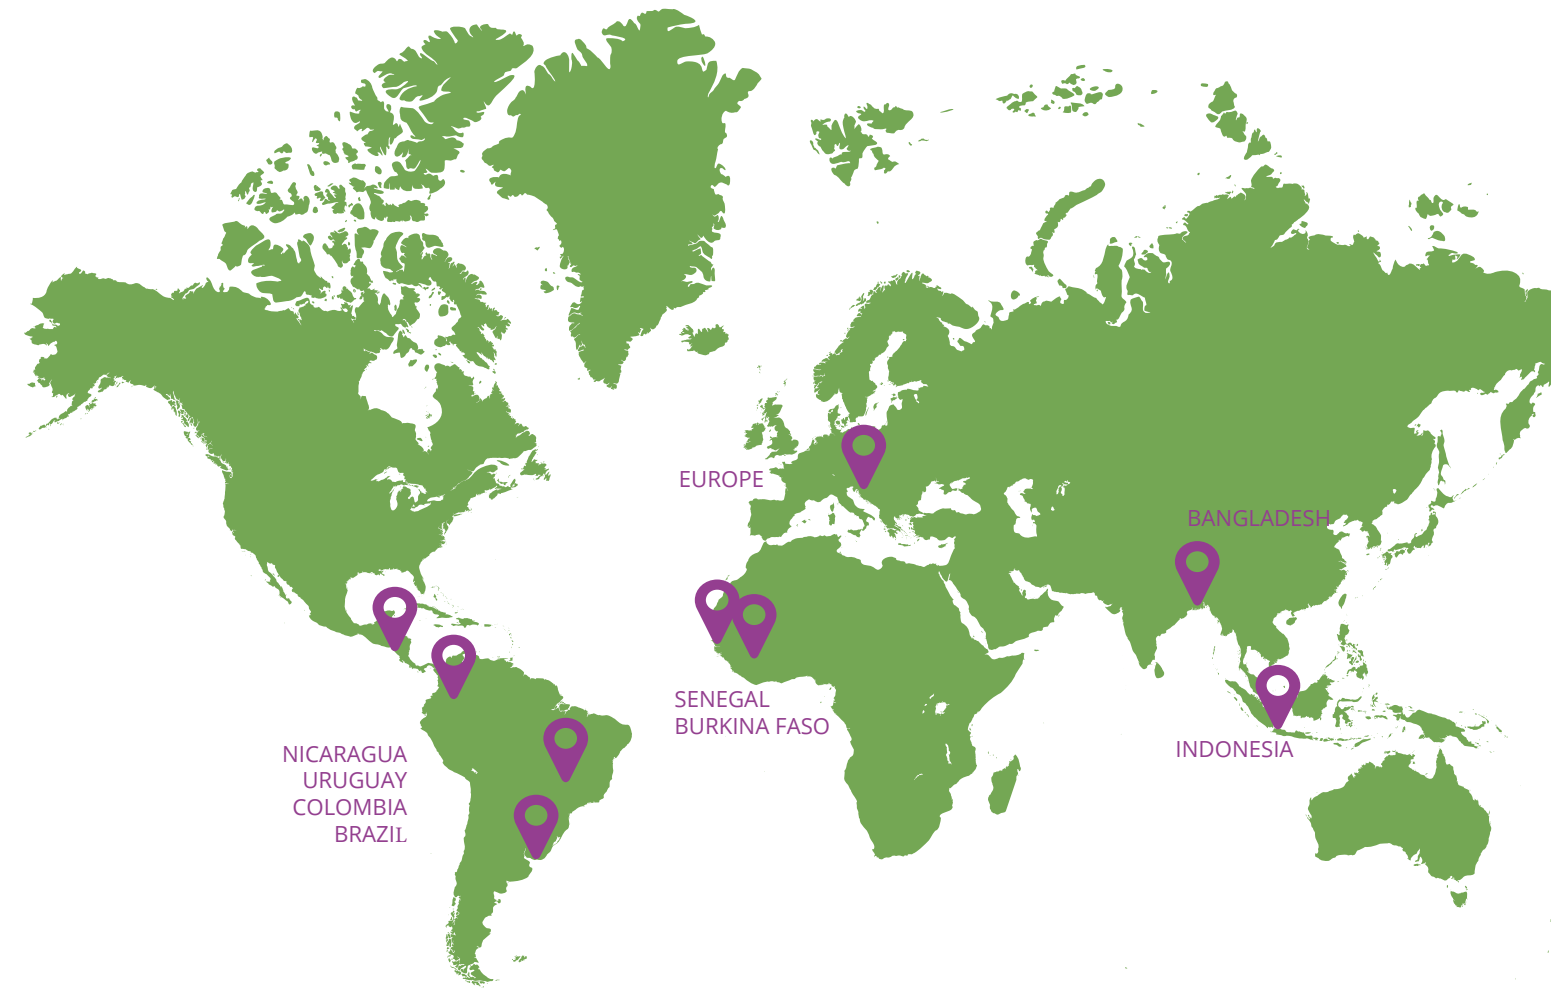 EUROPE
BANGLADESH
SENEGAL
BURKINA FASO
INDONESIA
NICARAGUA
URUGUAY
COLOMBIA
BRAZIL